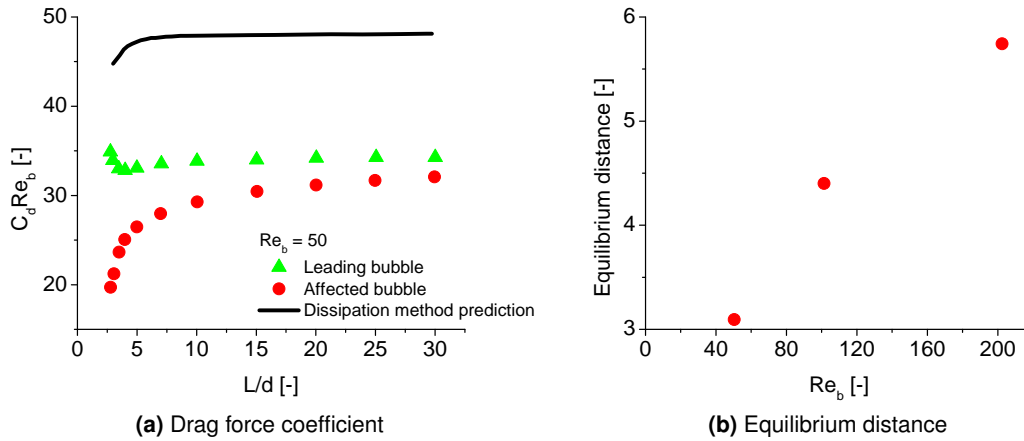 50
40
30
20
C_dRe_b [-]
0
5
10
15
20
25
30
L/d [-]
Re_b = 50
Leading bubble
Affected bubble
Dissipation method prediction
(a) Drag force coefficient
6
5
4
3
Equilibrium distance [-]
0
40
80
120
160
200
Re_b [-]
(b) Equilibrium distance